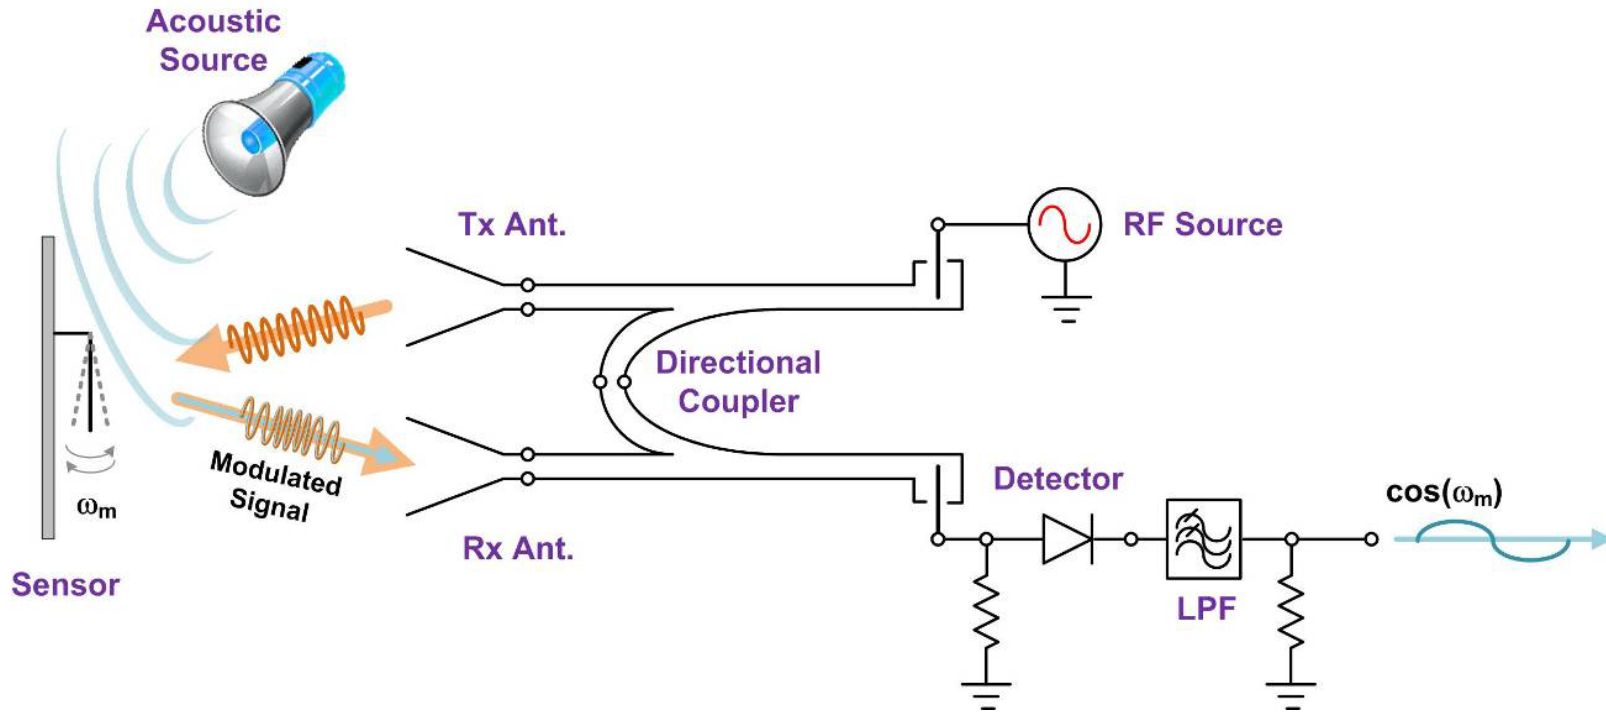 Acoustic
Source
Tx Ant.
RF Source
Directional
Coupler
Modulated
Signal
ωm
Sensor
Rx Ant.
Detector
LPF
cos(ωm)